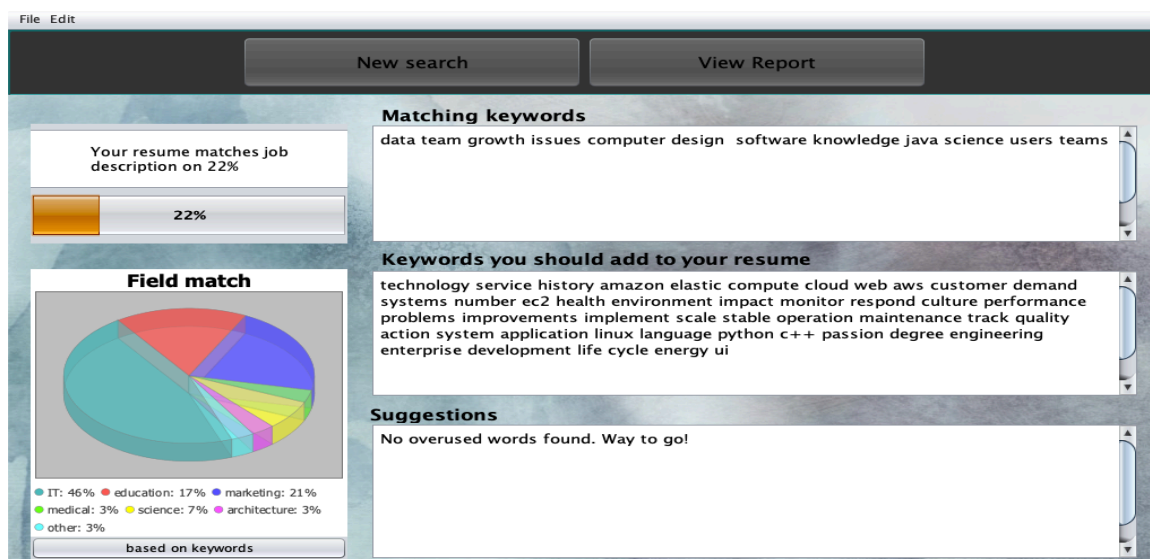 File Edit
New search View Report
Your resume matches job
description on 22%
22%
Field match
IT: 46% education: 17% marketing: 21%
medical: 3% science: 7% architecture: 3%
other: 3%
based on keywords
Matching keywords
data team growth issues computer design software knowledge java science users teams
Keywords you should add to your resume
technology service history amazon elastic compute cloud web aws customer demand
systems number ec2 health environment impact monitor respond culture performance
problems improvements implement scale stable operation maintenance track quality
action system application linux language python c++ passion degree engineering
enterprise development life cycle energy ui
Suggestions
No overused words found. Way to go!